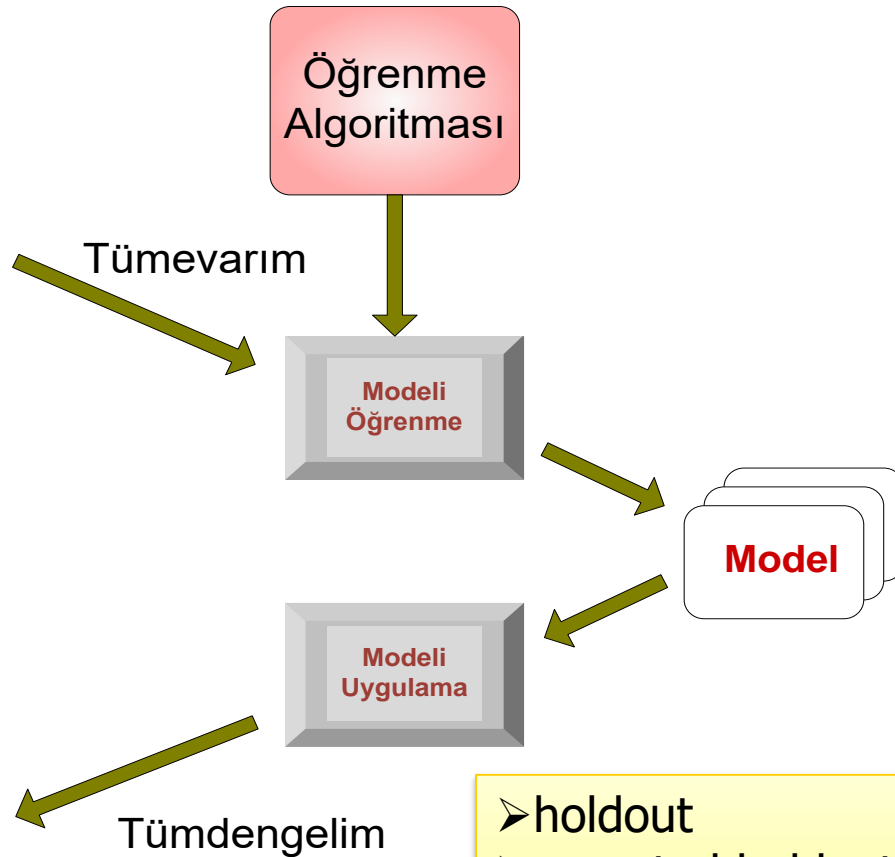 Öğrenme
Algoritması
Tümevarım
Modeli
Öğrenme
Model
Modeli
Uygulama
Tümdengelim
➢holdout